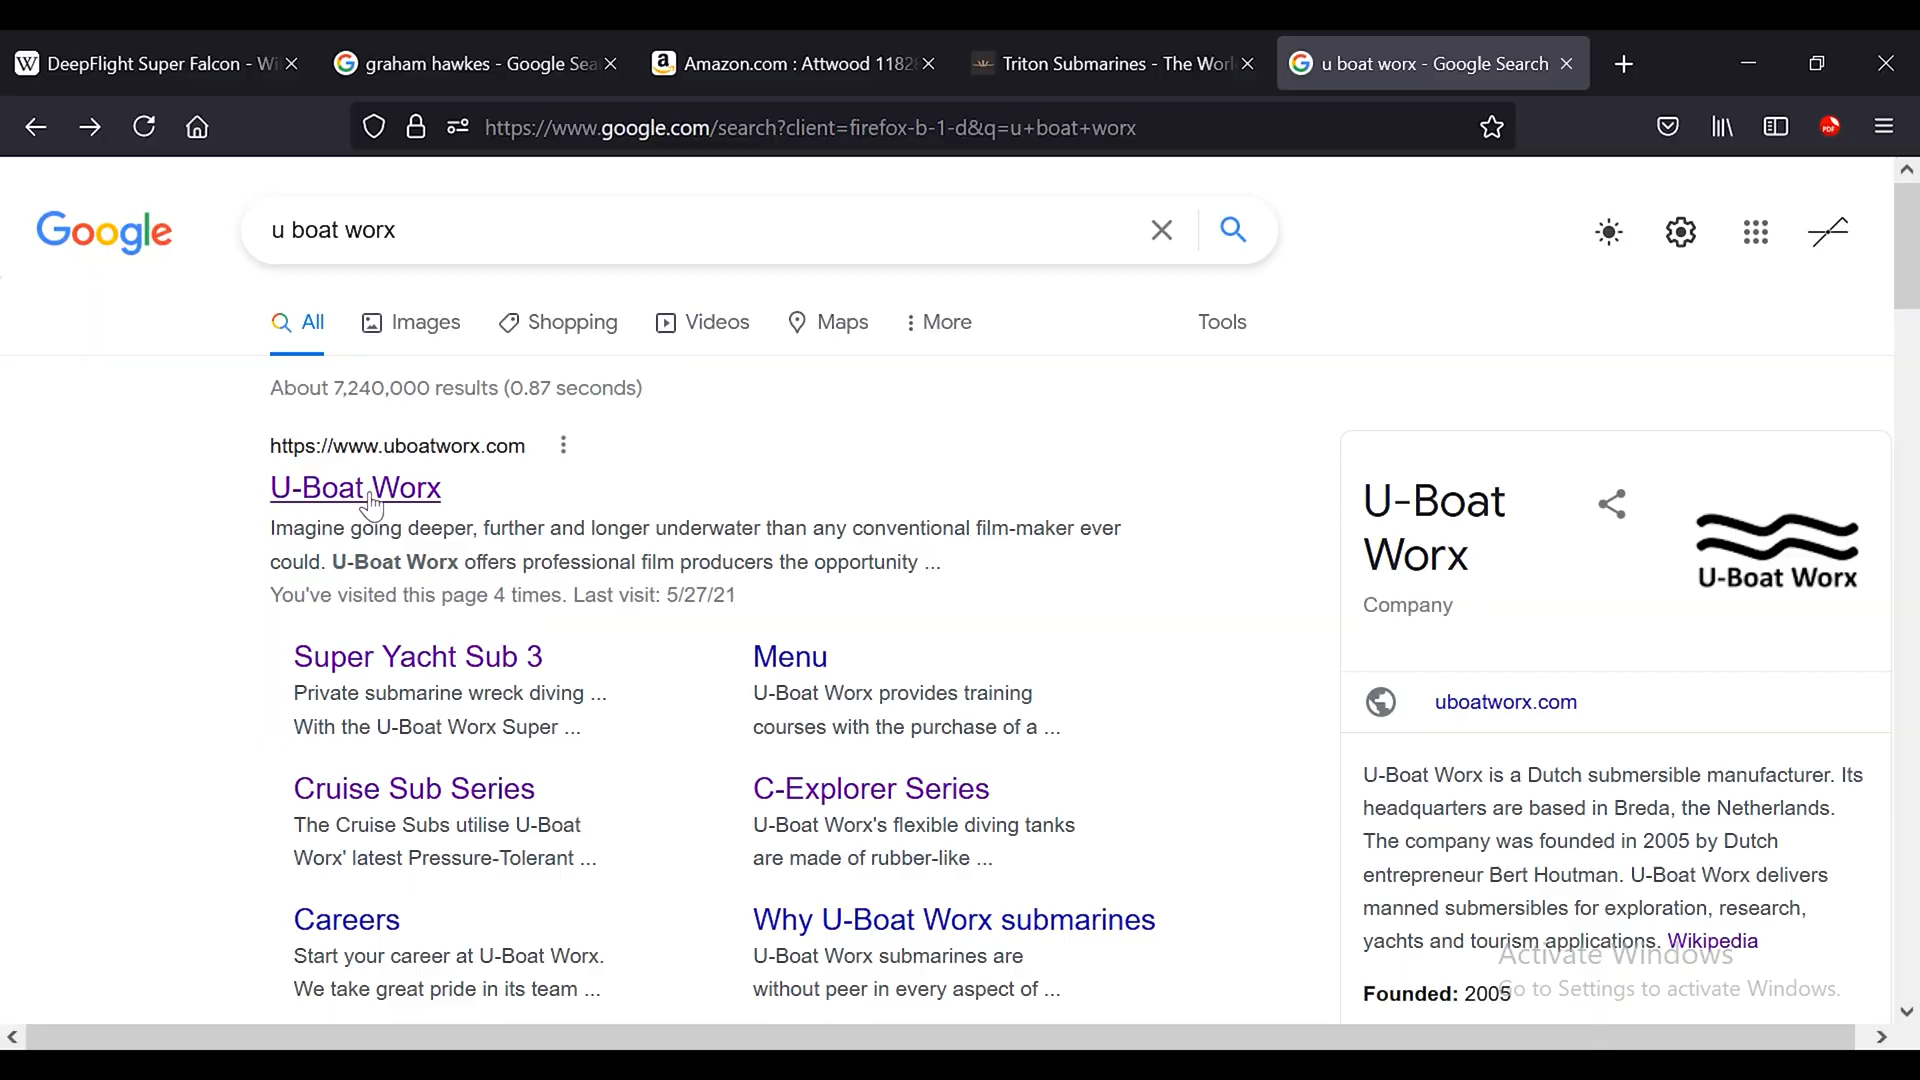 DeepFlight Super Falcon - Wi
graham hawkes - Google Sea
Amazon.com : Attwood 1182
Triton Submarines - The Worl
u boat worx - Google Search
https://www.google.com/search?client=firefox-b-1-d&q=u+boat+worx
Google
u boat worx
All
Images
Shopping
Videos
Maps
More
Tools
About 7,240,000 results (0.87 seconds)
https://www.uboatworx.com
U-Boat Worx
Imagine going deeper, further and longer underwater than any conventional film-maker ever
could. U-Boat Worx offers professional film producers the opportunity ...
You've visited this page 4 times. Last visit: 5/27/21
Super Yacht Sub 3
Private submarine wreck diving ...
With the U-Boat Worx Super ...
Menu
U-Boat Worx provides training
courses with the purchase of a ...
Cruise Sub Series
The Cruise Subs utilise U-Boat
Worx' latest Pressure-Tolerant ...
C-Explorer Series
U-Boat Worx's flexible diving tanks
are made of rubber-like ...
Careers
Start your career at U-Boat Worx.
We take great pride in its team ...
Why U-Boat Worx submarines
U-Boat Worx submarines are
without peer in every aspect of ...
U-Boat
Worx
Company
U-Boat Worx
uboatworx.com
U-Boat Worx is a Dutch submersible manufacturer. Its
headquarters are based in Breda, the Netherlands.
The company was founded in 2005 by Dutch
entrepreneur Bert Houtman. U-Boat Worx delivers
manned submersibles for exploration, research,
yachts and tourism applications. Wikipedia
Founded: 2005
Activate Windows
Go to Settings to activate Windows.